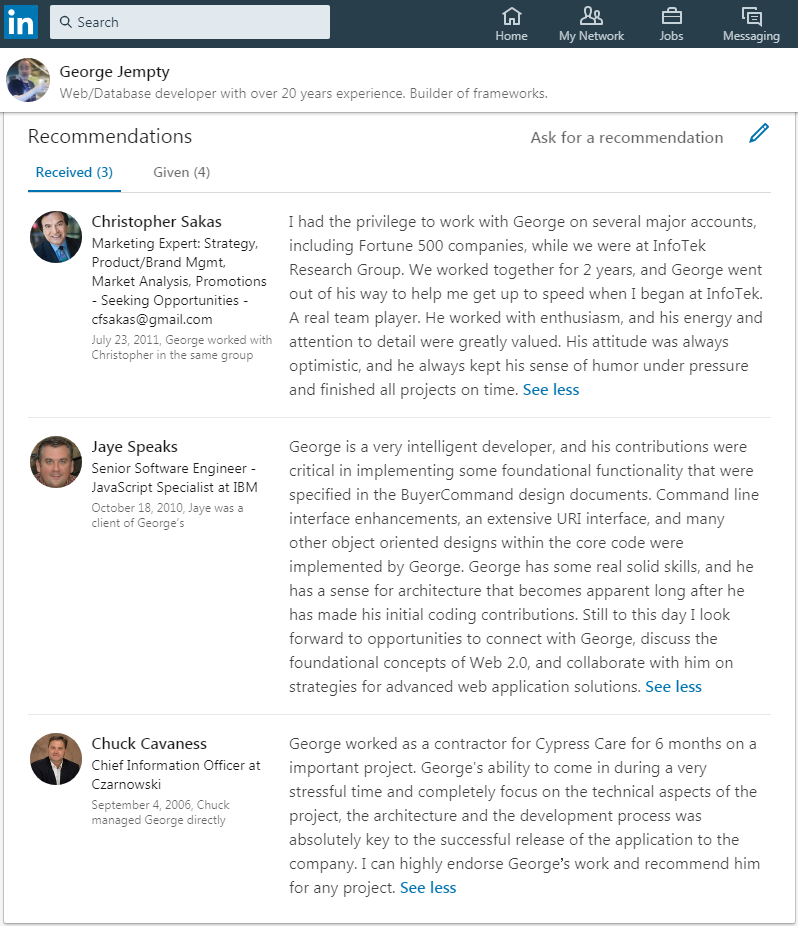 in
Search
Home
My Network
Jobs
Messaging
George Jempty
Web/Database developer with over 20 years experience. Builder of frameworks.
Recommendations
Ask for a recommendation
Received (3)
Given (4)
Christopher Sakas
Marketing Expert: Strategy,
Product/Brand Mgmt,
Market Analysis, Promotions
- Seeking Opportunities -
cfsakas@gmail.com
July 23, 2011, George worked with
Christopher in the same group
I had the privilege to work with George on several major accounts,
including Fortune 500 companies, while we were at InfoTek
Research Group. We worked together for 2 years, and George went
out of his way to help me get up to speed when I began at InfoTek.
A real team player. He worked with enthusiasm, and his energy and
attention to detail were greatly valued. His attitude was always
optimistic, and he always kept his sense of humor under pressure
and finished all projects on time. See less
Jaye Speaks
Senior Software Engineer -
JavaScript Specialist at IBM
October 18, 2010, Jaye was a
client of George's
George is a very intelligent developer, and his contributions were
critical in implementing some foundational functionality that were
specified in the BuyerCommand design documents. Command line
interface enhancements, an extensive URI interface, and many
other object oriented designs within the core code were
implemented by George. George has some real solid skills, and he
has a sense for architecture that becomes apparent long after he
has made his initial coding contributions. Still to this day I look
forward to opportunities to connect with George, discuss the
foundational concepts of Web 2.0, and collaborate with him on
strategies for advanced web application solutions. See less
Chuck Cavaness
Chief Information Officer at
Czarnowski
September 4, 2006, Chuck
managed George directly
George worked as a contractor for Cypress Care for 6 months on a
important project. George's ability to come in during a very
stressful time and completely focus on the technical aspects of the
project, the architecture and the development process was
absolutely key to the successful release of the application to the
company. I can highly endorse George's work and recommend him
for any project. See less